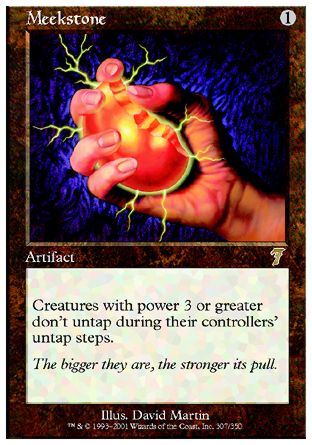 Meekstone 1
Artifact
Creatures with power 3 or greater
don't untap during their controllers'
untap steps.
The bigger they are, the stronger its pull.
Illus. David Martin
™ & © 1993–2001 Wizards of the Coast, Inc. 307/350